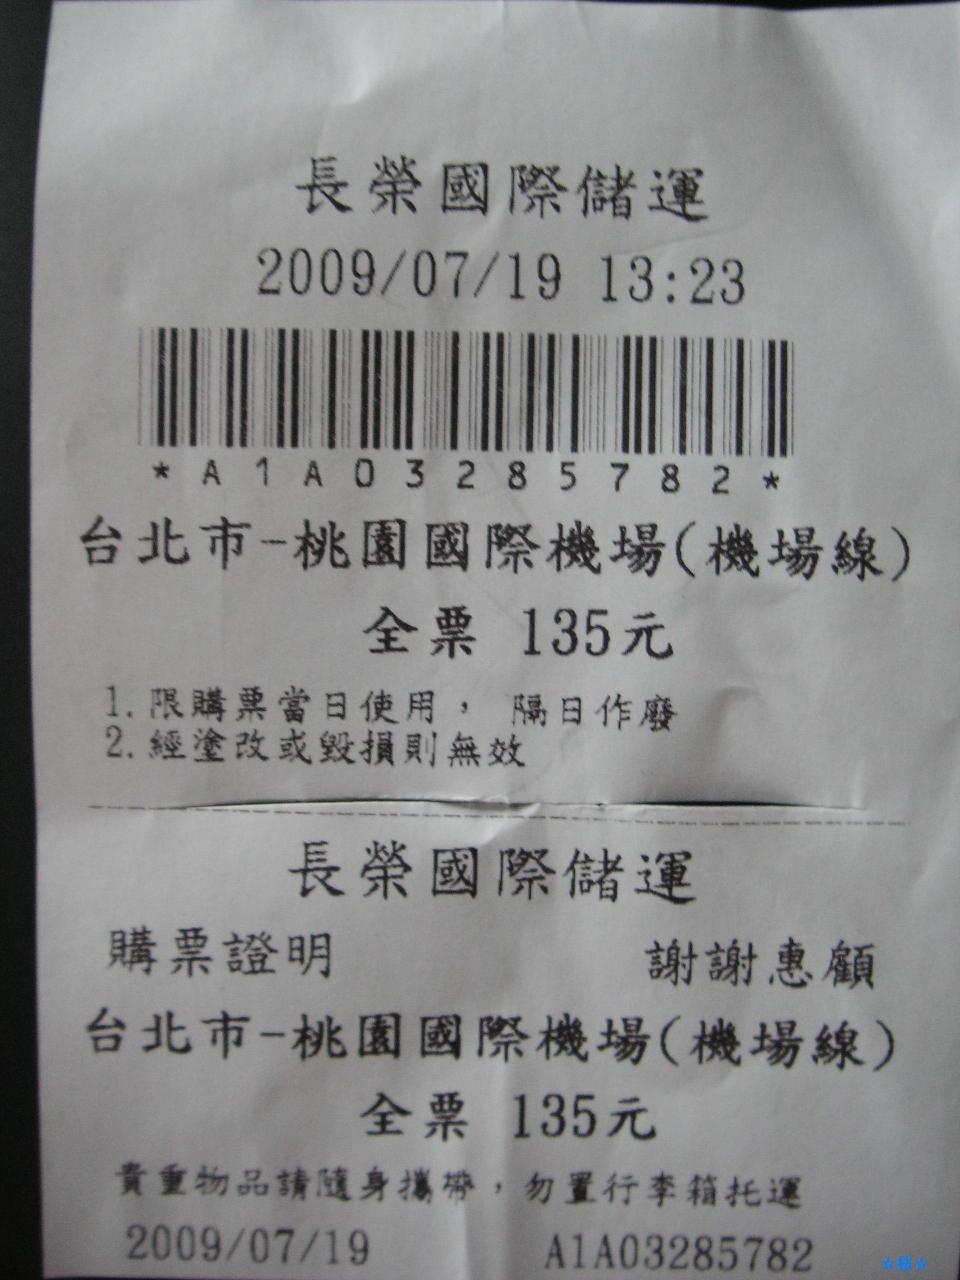 長榮國際儲運
2009/07/19 13:23
*A1A03285782*
台北市-桃園國際機場(機場線)
全票 135元
1.限購票當日使用， 隔日作廢
2.經塗改或毀損則無效
長榮國際儲運
購票證明 謝謝惠顧
台北市-桃園國際機場(機場線)
全票 135元
貴重物品請隨身攜帶，勿置行李箱托運
2009/07/19 A1A03285782